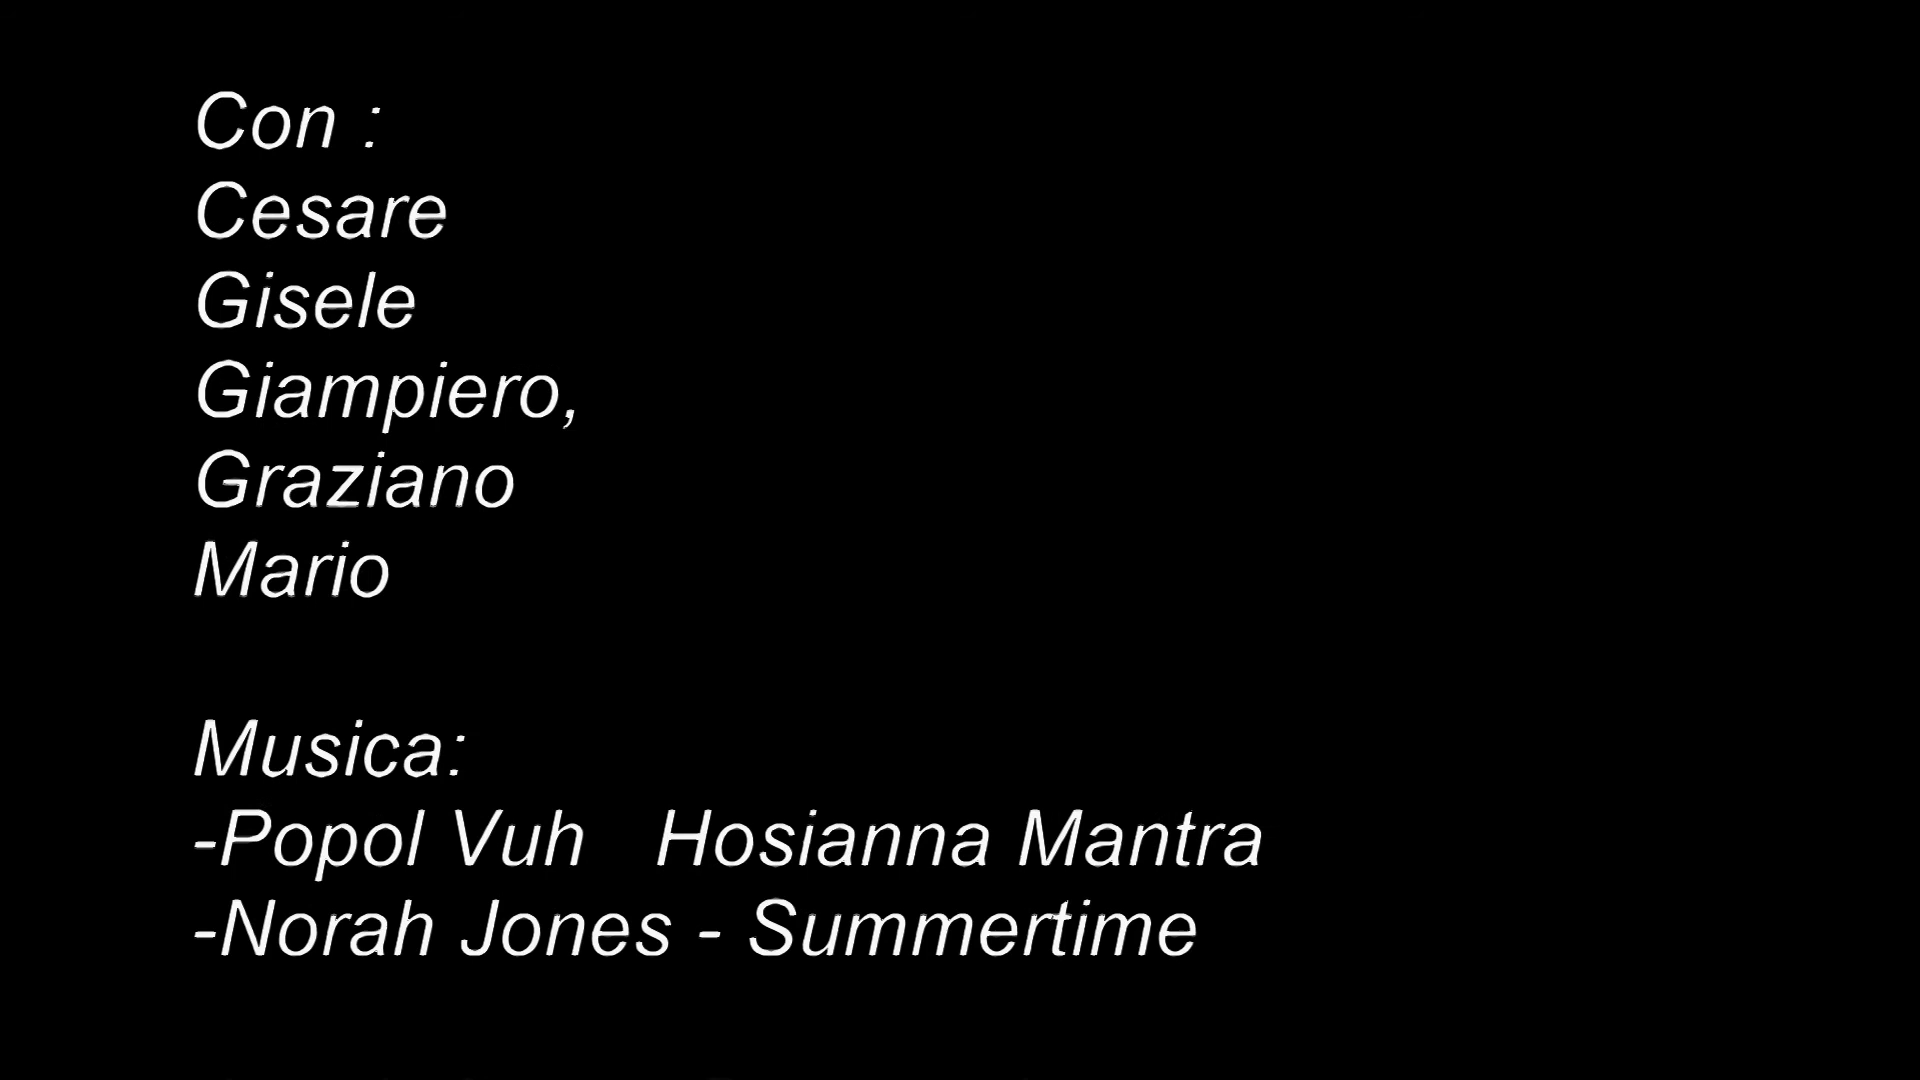 Con :
Cesare
Gisele
Giampiero,
Graziano
Mario
Musica:
-Popol Vuh   Hosianna Mantra
-Norah Jones - Summertime